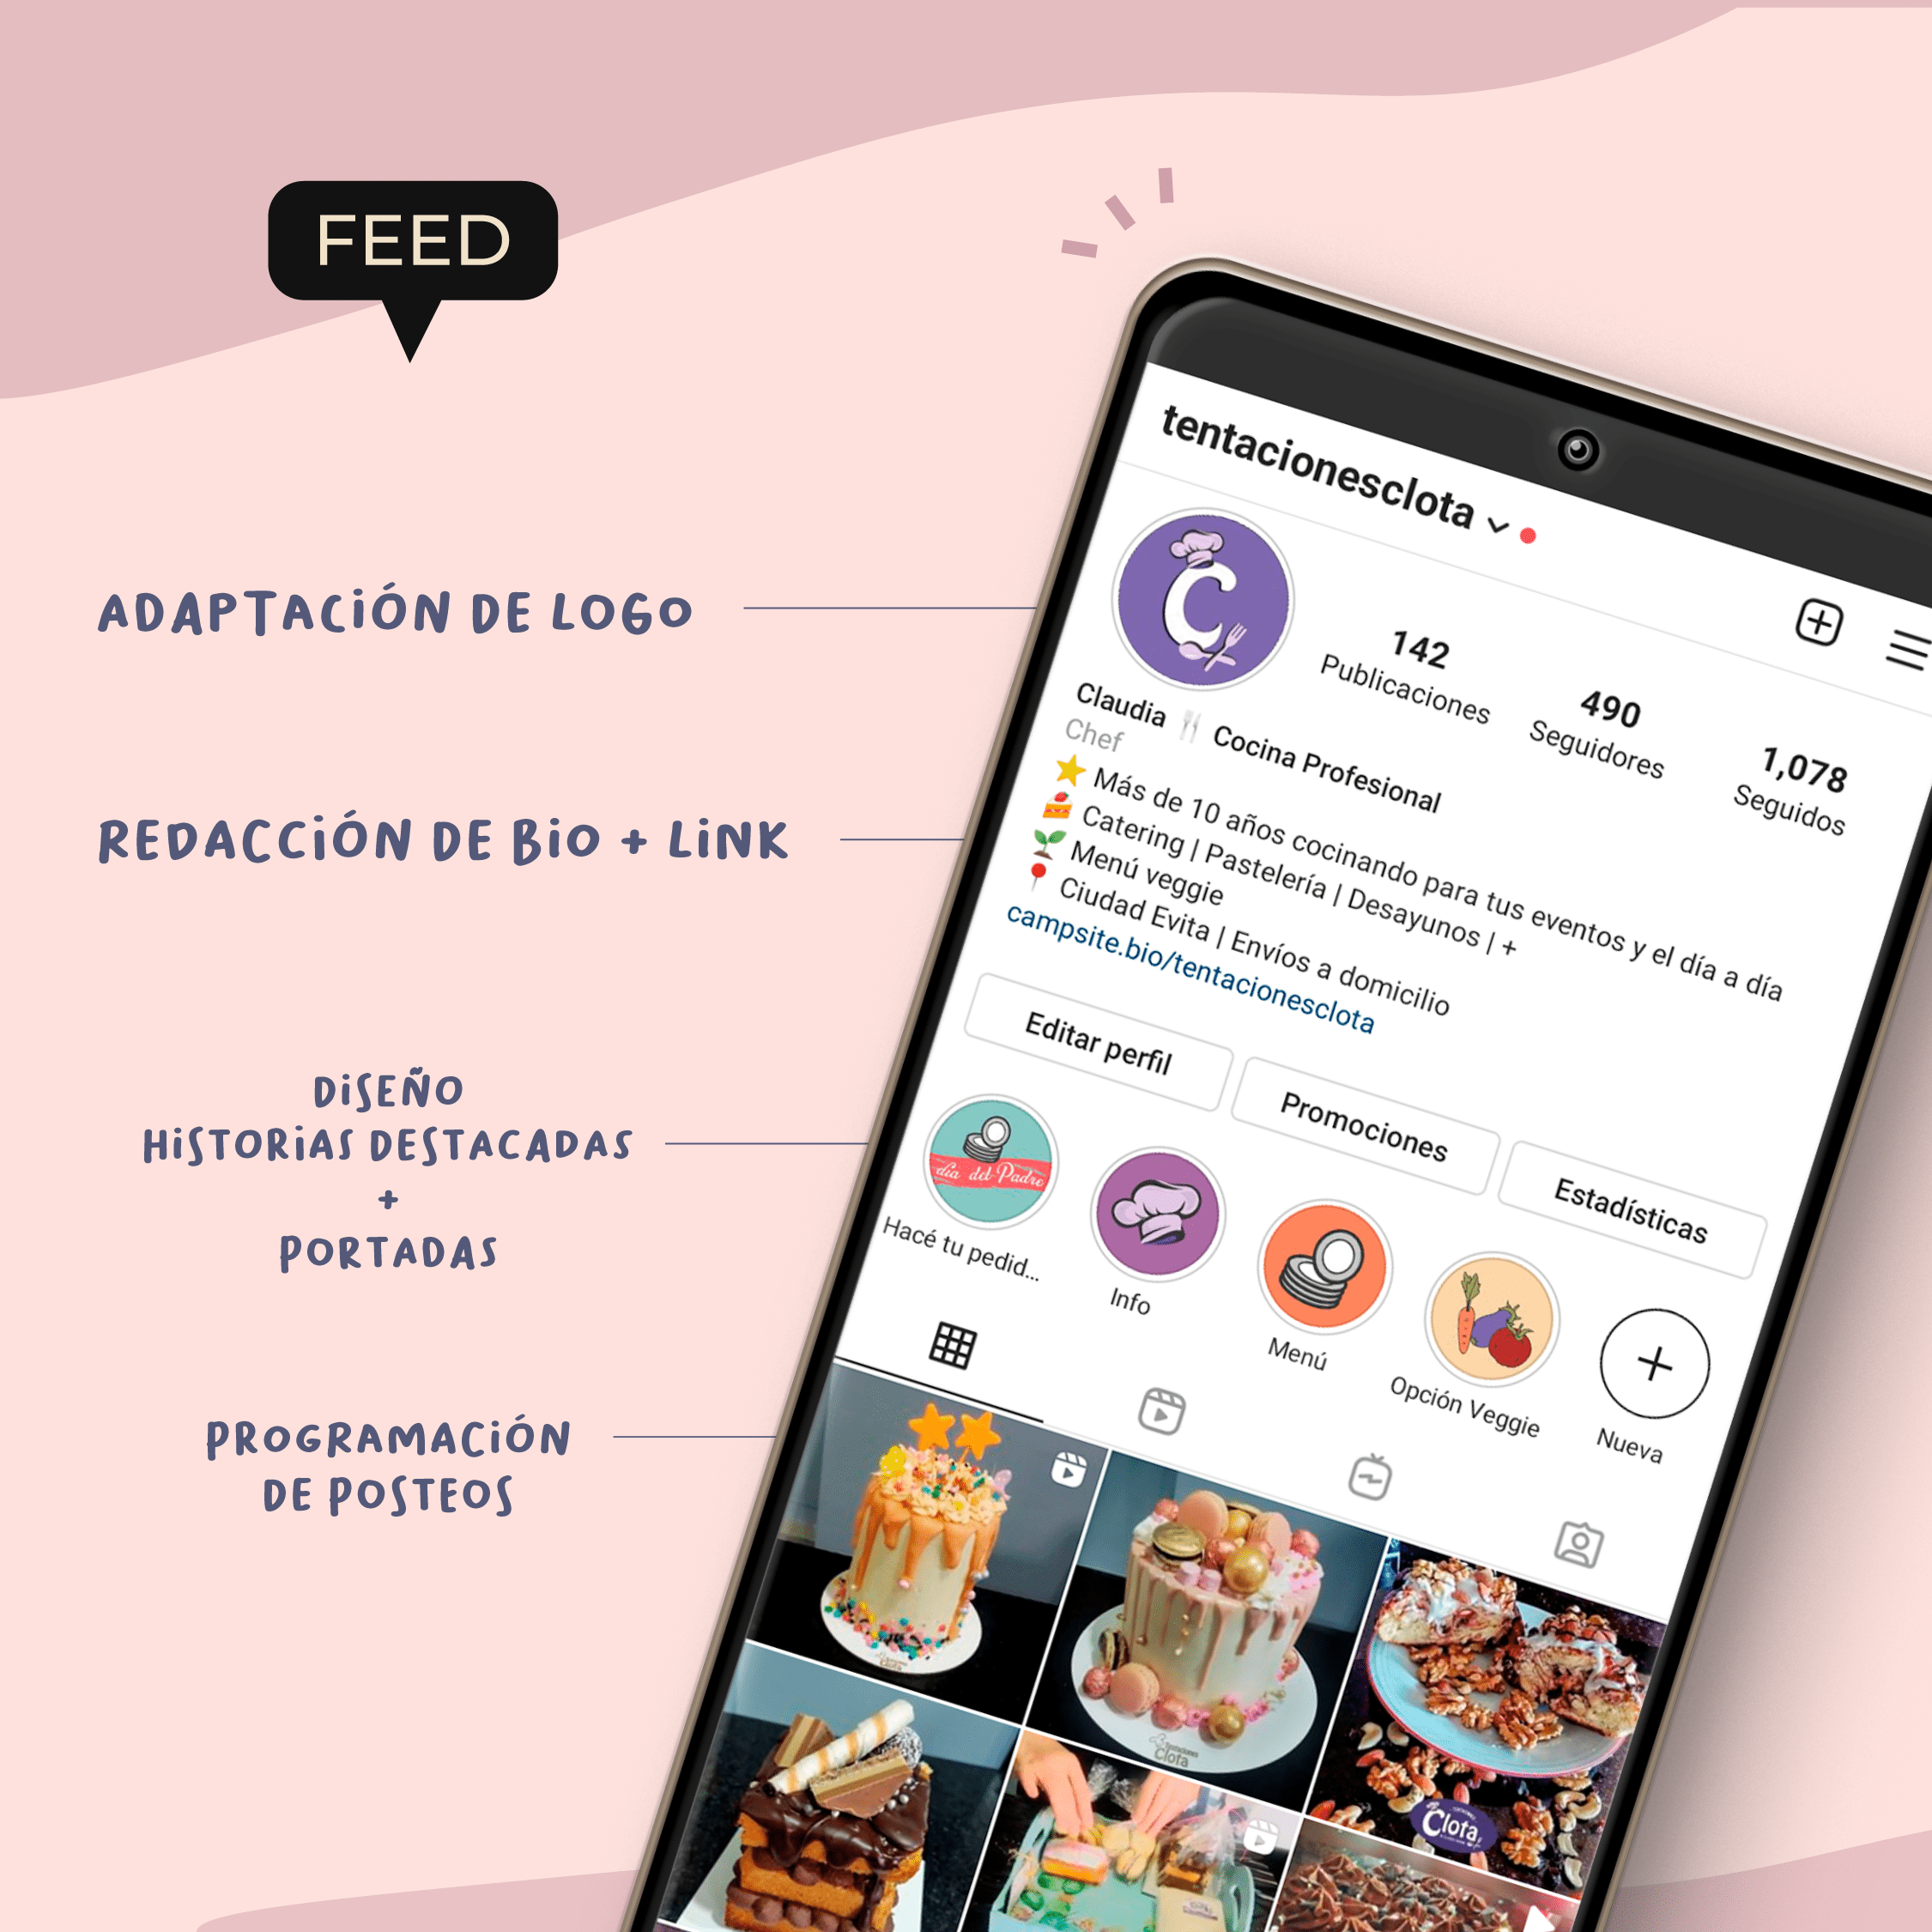 FEED
ADAPTACIÓN DE LOGO
REDACCIÓN DE BIO + LINK
DISEÑO
HISTORIAS DESTACADAS
+
PORTADAS
PROGRAMACIÓN
DE POSTEOS
tentacionesclota
142
Publicaciones
490
Seguidores
1,078
Seguidos
Claudia 🍴 Cocina Profesional
Chef
⭐ Más de 10 años cocinando para tus eventos y el día a día
🍰 Catering | Pastelería | Desayunos | +
🌱 Menú veggie
📍 Ciudad Evita | Envíos a domicilio
campsite.bio/tentacionesclota
Editar perfil
Promociones
Estadísticas
día del Padre
Hacé tu pedid...
Info
Menú
Opción Veggie
Nueva
Clota
Tentaciones
Clota
Clota